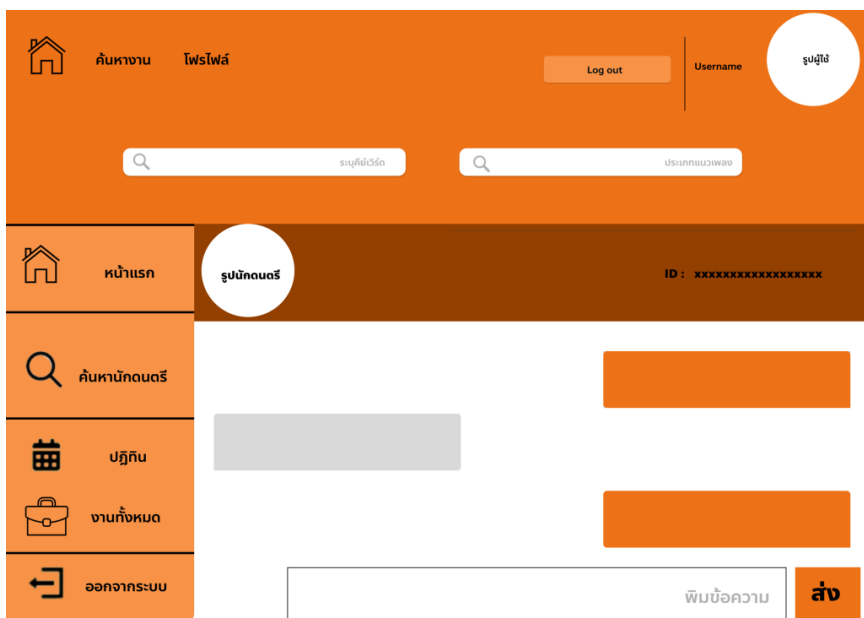 ค้นหางาน โฟรไฟล์
Log out
Username
รูปผู้ใช้
ระบุคีย์เวิร์ด
ประเภทแนวเพลง
หน้าแรก
รูปนักดนตรี
ID : xxxxxxxxxxxxxxxxxx
ค้นหานักดนตรี
ปฏิทิน
งานทั้งหมด
ออกจากระบบ
พิมข้อความ
ส่ง